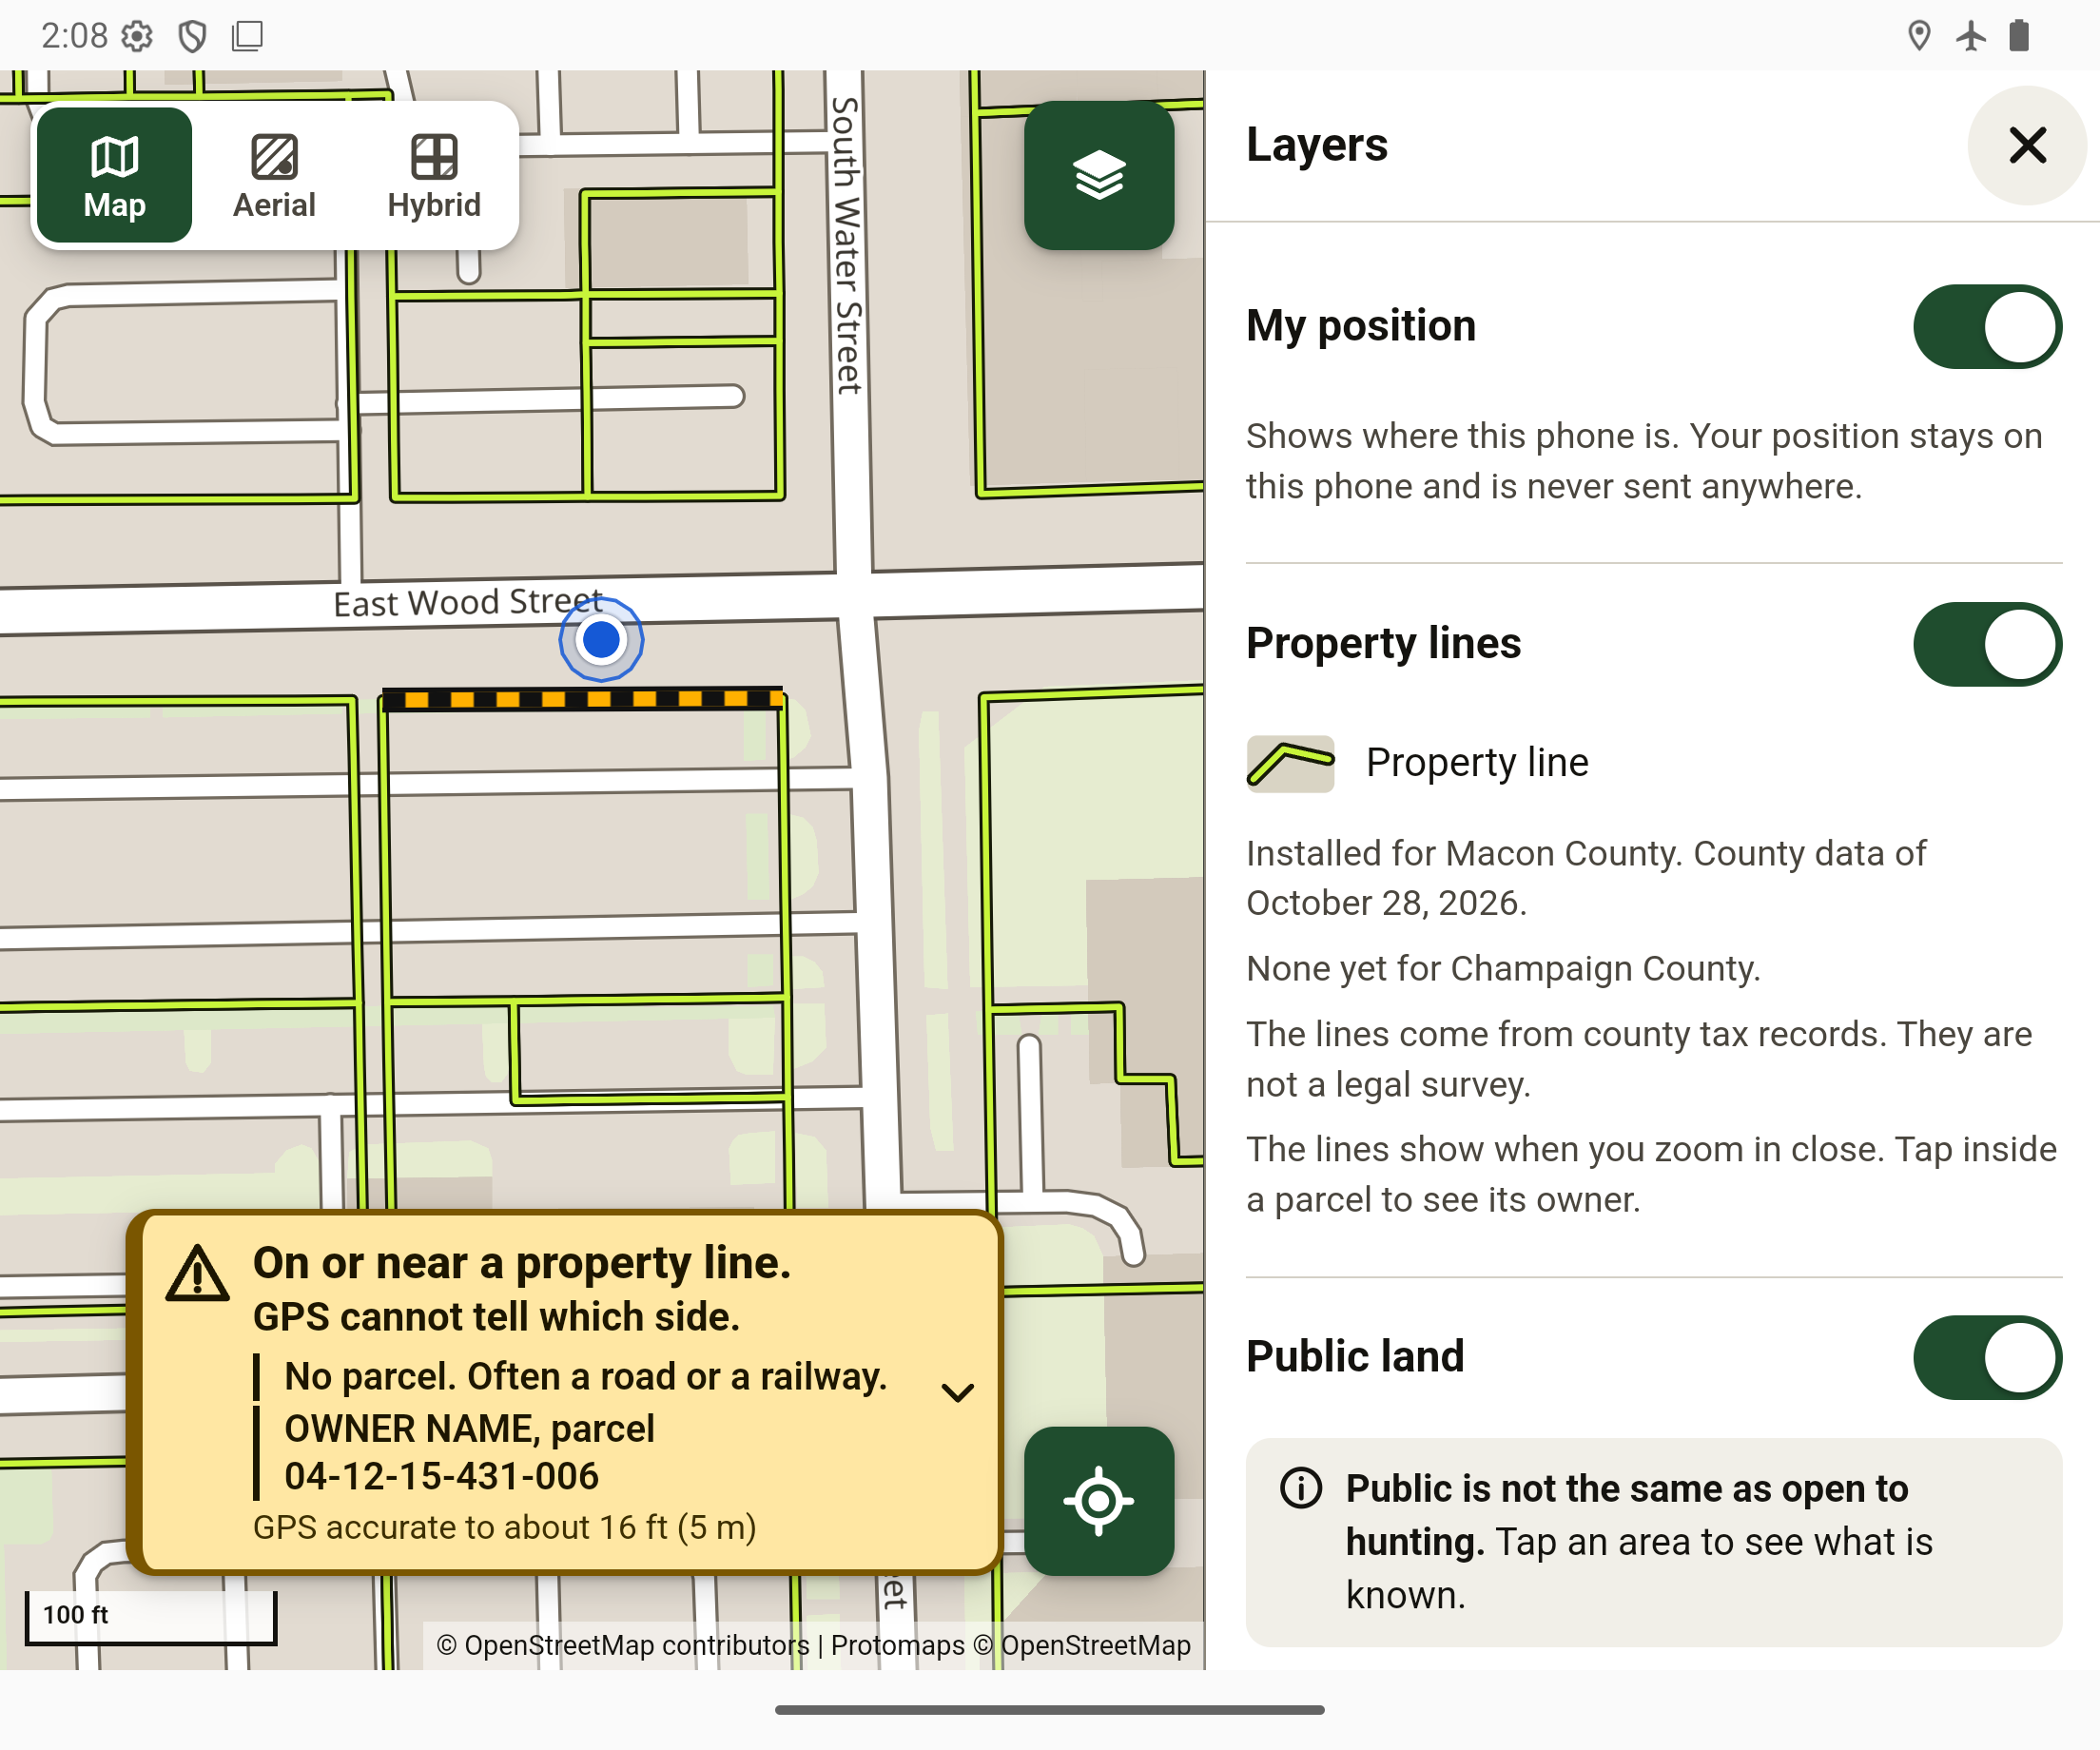 2:08
Map
Aerial
Hybrid
South Water Street
East Wood Street
On or near a property line.
GPS cannot tell which side.
No parcel. Often a road or a railway.
OWNER NAME, parcel
04-12-15-431-006
GPS accurate to about 16 ft (5 m)
100 ft
et
© OpenStreetMap contributors | Protomaps © OpenStreetMap
Layers
My position
Shows where this phone is. Your position stays on
this phone and is never sent anywhere.
Property lines
Property line
Installed for Macon County. County data of
October 28, 2026.
None yet for Champaign County.
The lines come from county tax records. They are
not a legal survey.
The lines show when you zoom in close. Tap inside
a parcel to see its owner.
Public land
Public is not the same as open to
hunting. Tap an area to see what is
known.